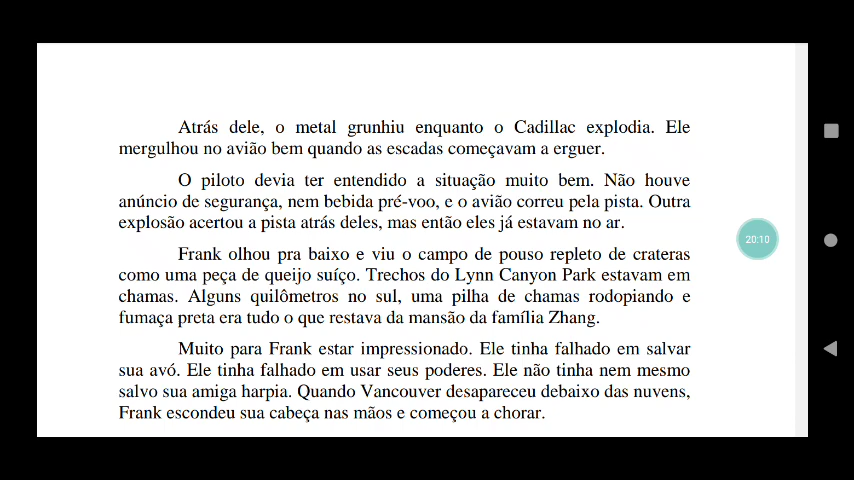 Atrás dele, o metal grunhiu enquanto o Cadillac explodia. Ele
mergulhou no avião bem quando as escadas começavam a erguer.
O piloto devia ter entendido a situação muito bem. Não houve
anúncio de segurança, nem bebida pré-voo, e o avião correu pela pista. Outra
explosão acertou a pista atrás deles, mas então eles já estavam no ar.
Frank olhou pra baixo e viu o campo de pouso repleto de crateras
como uma peça de queijo suíço. Trechos do Lynn Canyon Park estavam em
chamas. Alguns quilômetros no sul, uma pilha de chamas rodopiando e
fumaça preta era tudo o que restava da mansão da família Zhang.
Muito para Frank estar impressionado. Ele tinha falhado em salvar
sua avó. Ele tinha falhado em usar seus poderes. Ele não tinha nem mesmo
salvo sua amiga harpia. Quando Vancouver desapareceu debaixo das nuvens,
Frank escondeu sua cabeça nas mãos e começou a chorar.
20:10